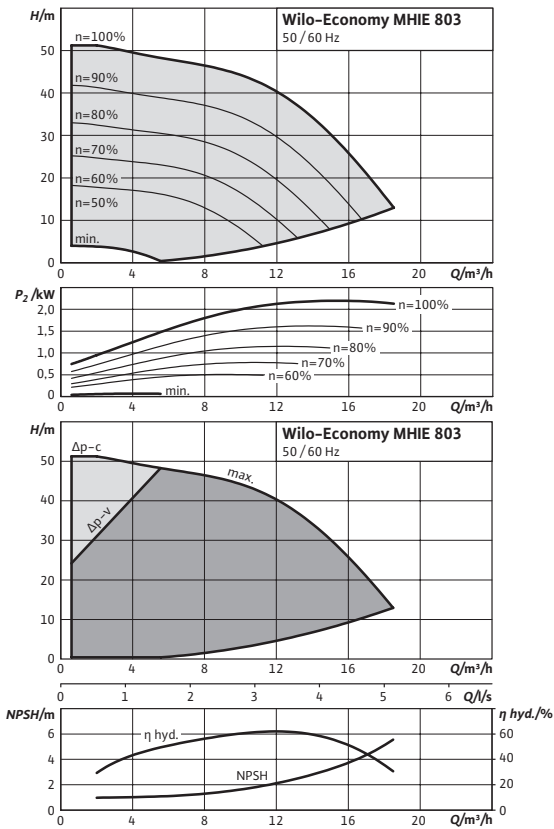 H/m
Wilo-Economy MHIE 803
50 / 60 Hz
n=100%
50
n=90%
40
n=80%
30
n=70%
20
n=60%
n=50%
10
min.
0
0 4 8 12 16 20 Q/m³/h
P₂ /kW
2,0
1,5
1,0
0,5
0
n=100%
n=90%
n=80%
n=70%
n=60%
min.
0 4 8 12 16 20 Q/m³/h
H/m
Wilo-Economy MHIE 803
50 / 60 Hz
Δp-c
50
max.
40
Δp-v
30
20
10
0
0 4 8 12 16 20 Q/m³/h
0 1 2 3 4 5 6 Q/l/s
NPSH/m
η hyd./%
6
4
2
0
η hyd.
NPSH
60
40
20
0
0 4 8 12 16 20 Q/m³/h